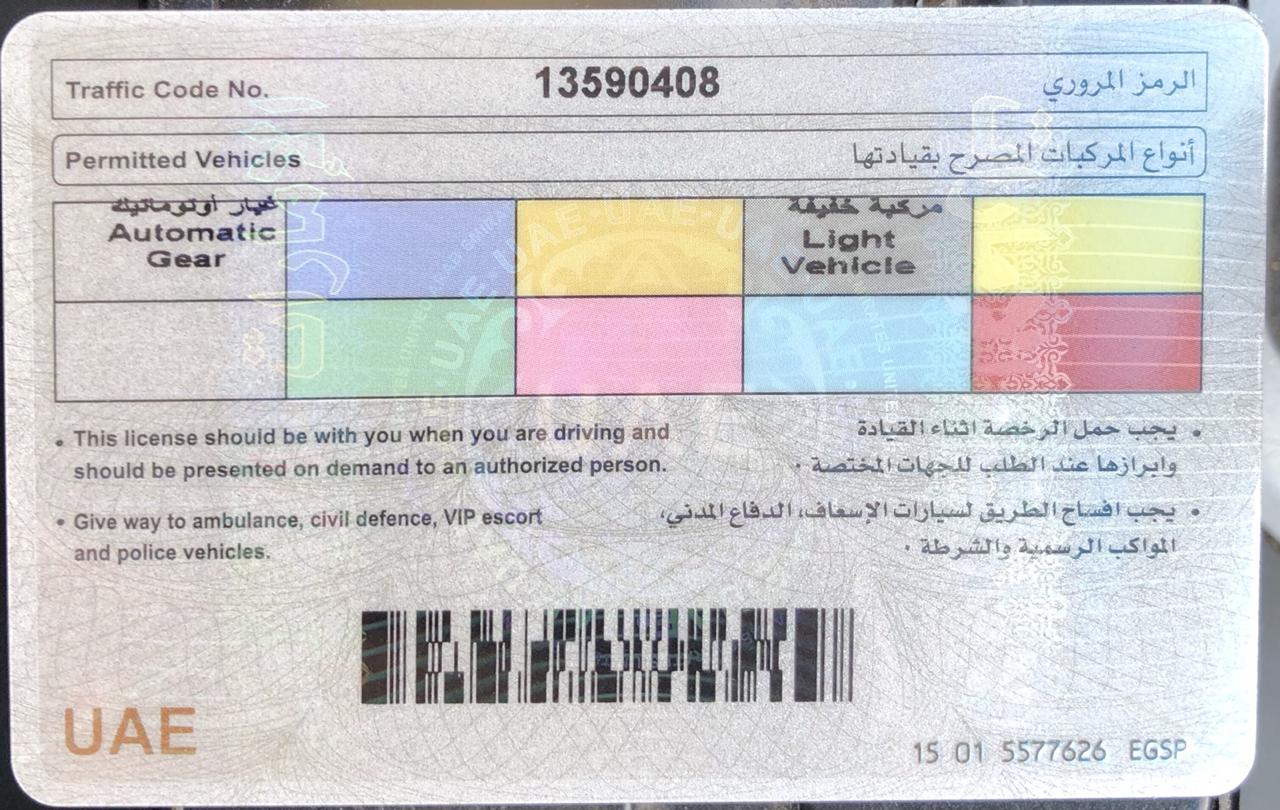 Traffic Code No. 13590408 الرمز المروري
Permitted Vehicles أنواع المركبات المصرح بقيادتها
غيار أوتوماتيك
Automatic
Gear
مركبة خفيفة
Light
Vehicle
• This license should be with you when you are driving and
should be presented on demand to an authorized person.
• يجب حمل الرخصة اثناء القيادة
وابرازها عند الطلب للجهات المختصة ·
• Give way to ambulance, civil defence, VIP escort
and police vehicles.
• يجب افساح الطريق لسيارات الإسعاف، الدفاع المدني،
المواكب الرسمية والشرطة ·
UAE
15 01 5577626 EGSP